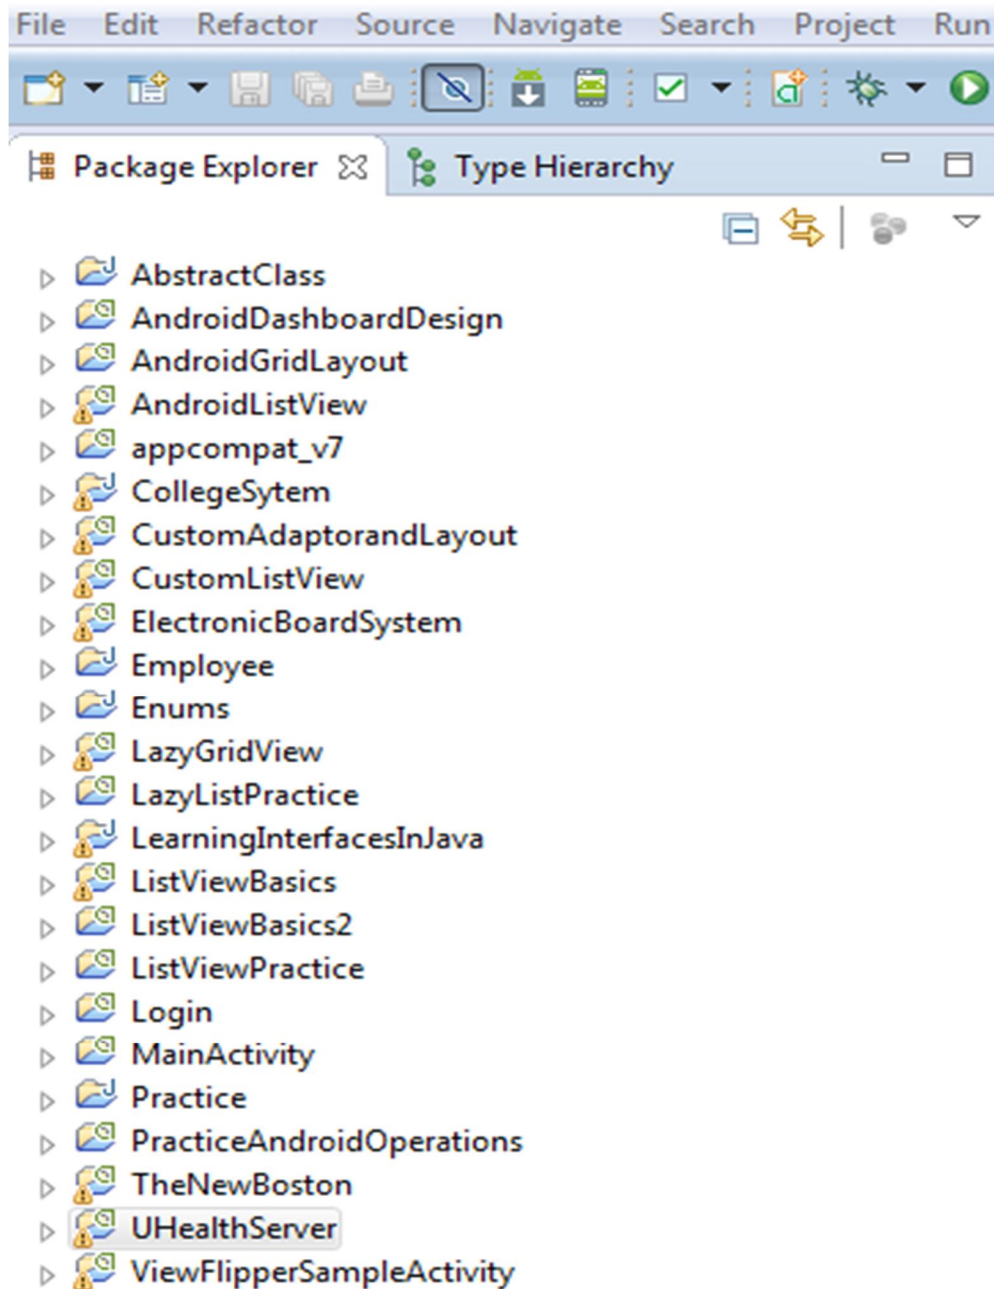 File Edit Refactor Source Navigate Search Project Run
Package Explorer Type Hierarchy
AbstractClass
AndroidDashboardDesign
AndroidGridLayout
AndroidListView
appcompat_v7
CollegeSytem
CustomAdaptorandLayout
CustomListView
ElectronicBoardSystem
Employee
Enums
LazyGridView
LazyListPractice
LearningInterfacesInJava
ListViewBasics
ListViewBasics2
ListViewPractice
Login
MainActivity
Practice
PracticeAndroidOperations
TheNewBoston
UHealthServer
ViewFlipperSampleActivity